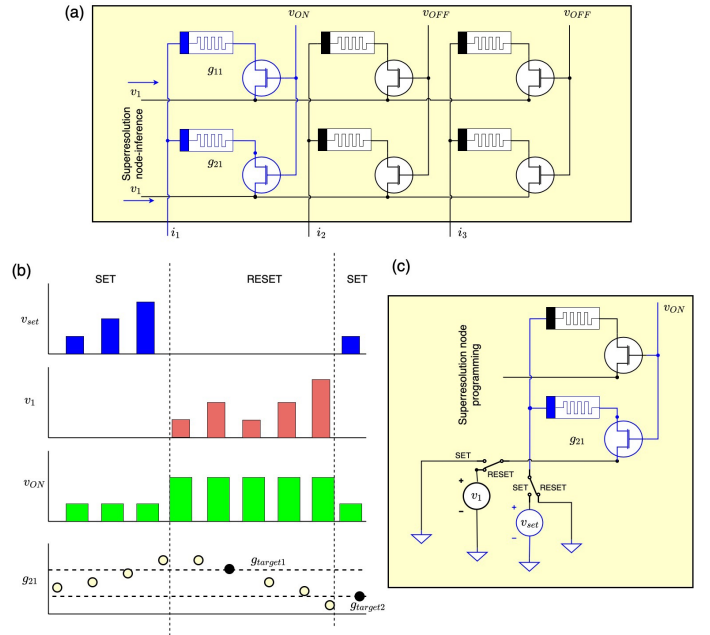 (a)
v_ON
v_OFF
v_OFF
g_11
v_1
Superresolution
node-inference
g_21
v_1
i_1
i_2
i_3
(b)
SET
RESET
SET
v_set
v_1
v_ON
g_21
g_target1
g_target2
(c)
v_ON
Superresolution node
programming
g_21
SET
RESET
SET
RESET
+
v_1
-
+
v_set
-